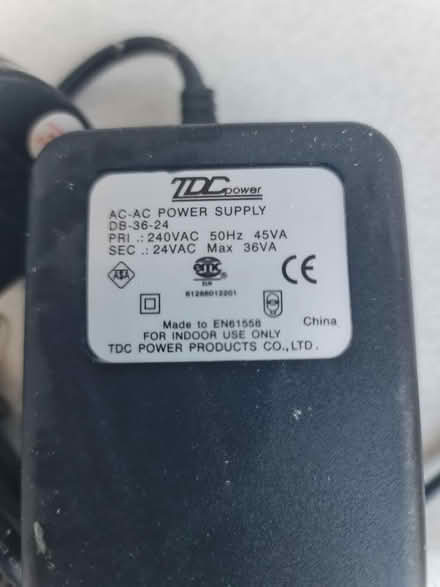 TDC power
AC-AC POWER SUPPLY
DB-36-24
PRI .: 240VAC 50Hz 45VA
SEC .: 24VAC Max 36VA
ASTA
CE
Made to EN61558
China
FOR INDOOR USE ONLY
TDC POWER PRODUCTS CO.,LTD.